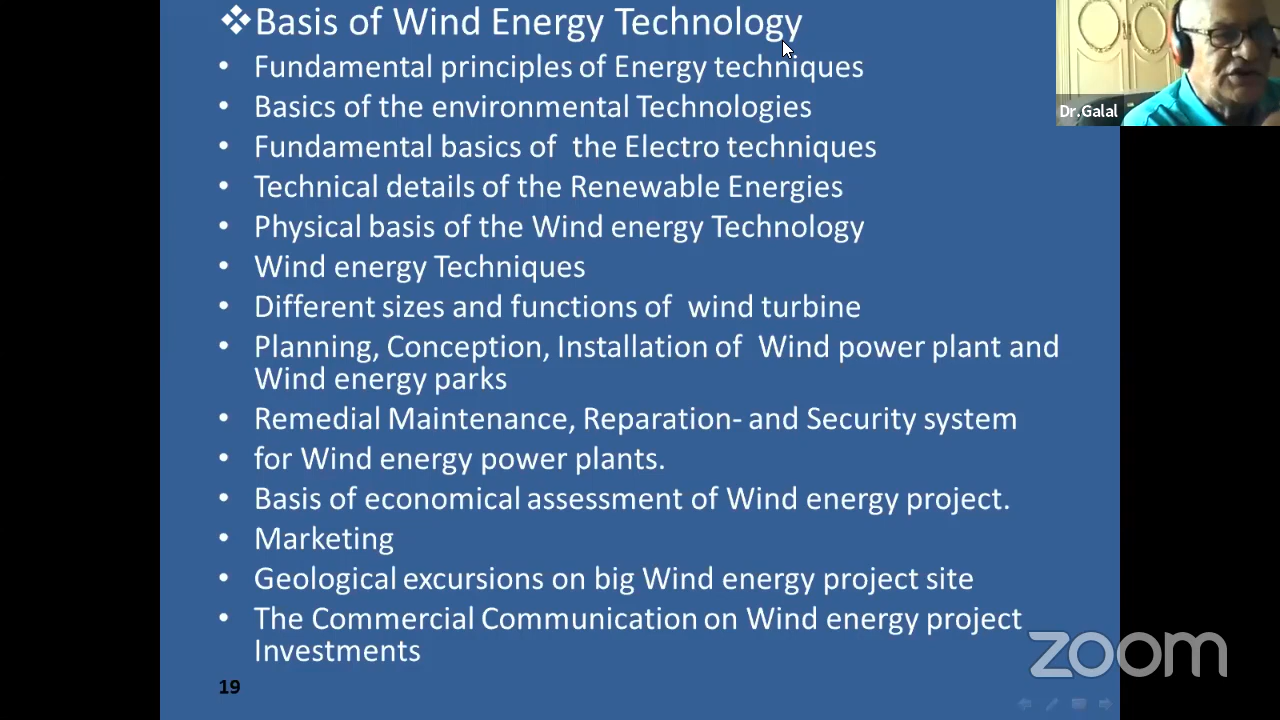 ❖Basis of Wind Energy Technology
• Fundamental principles of Energy techniques
• Basics of the environmental Technologies
• Fundamental basics of the Electro techniques
• Technical details of the Renewable Energies
• Physical basis of the Wind energy Technology
• Wind energy Techniques
• Different sizes and functions of wind turbine
• Planning, Conception, Installation of Wind power plant and
Wind energy parks
• Remedial Maintenance, Reparation- and Security system
• for Wind energy power plants.
• Basis of economical assessment of Wind energy project.
• Marketing
• Geological excursions on big Wind energy project site
• The Commercial Communication on Wind energy project
Investments
19
Dr.Galal
zoom